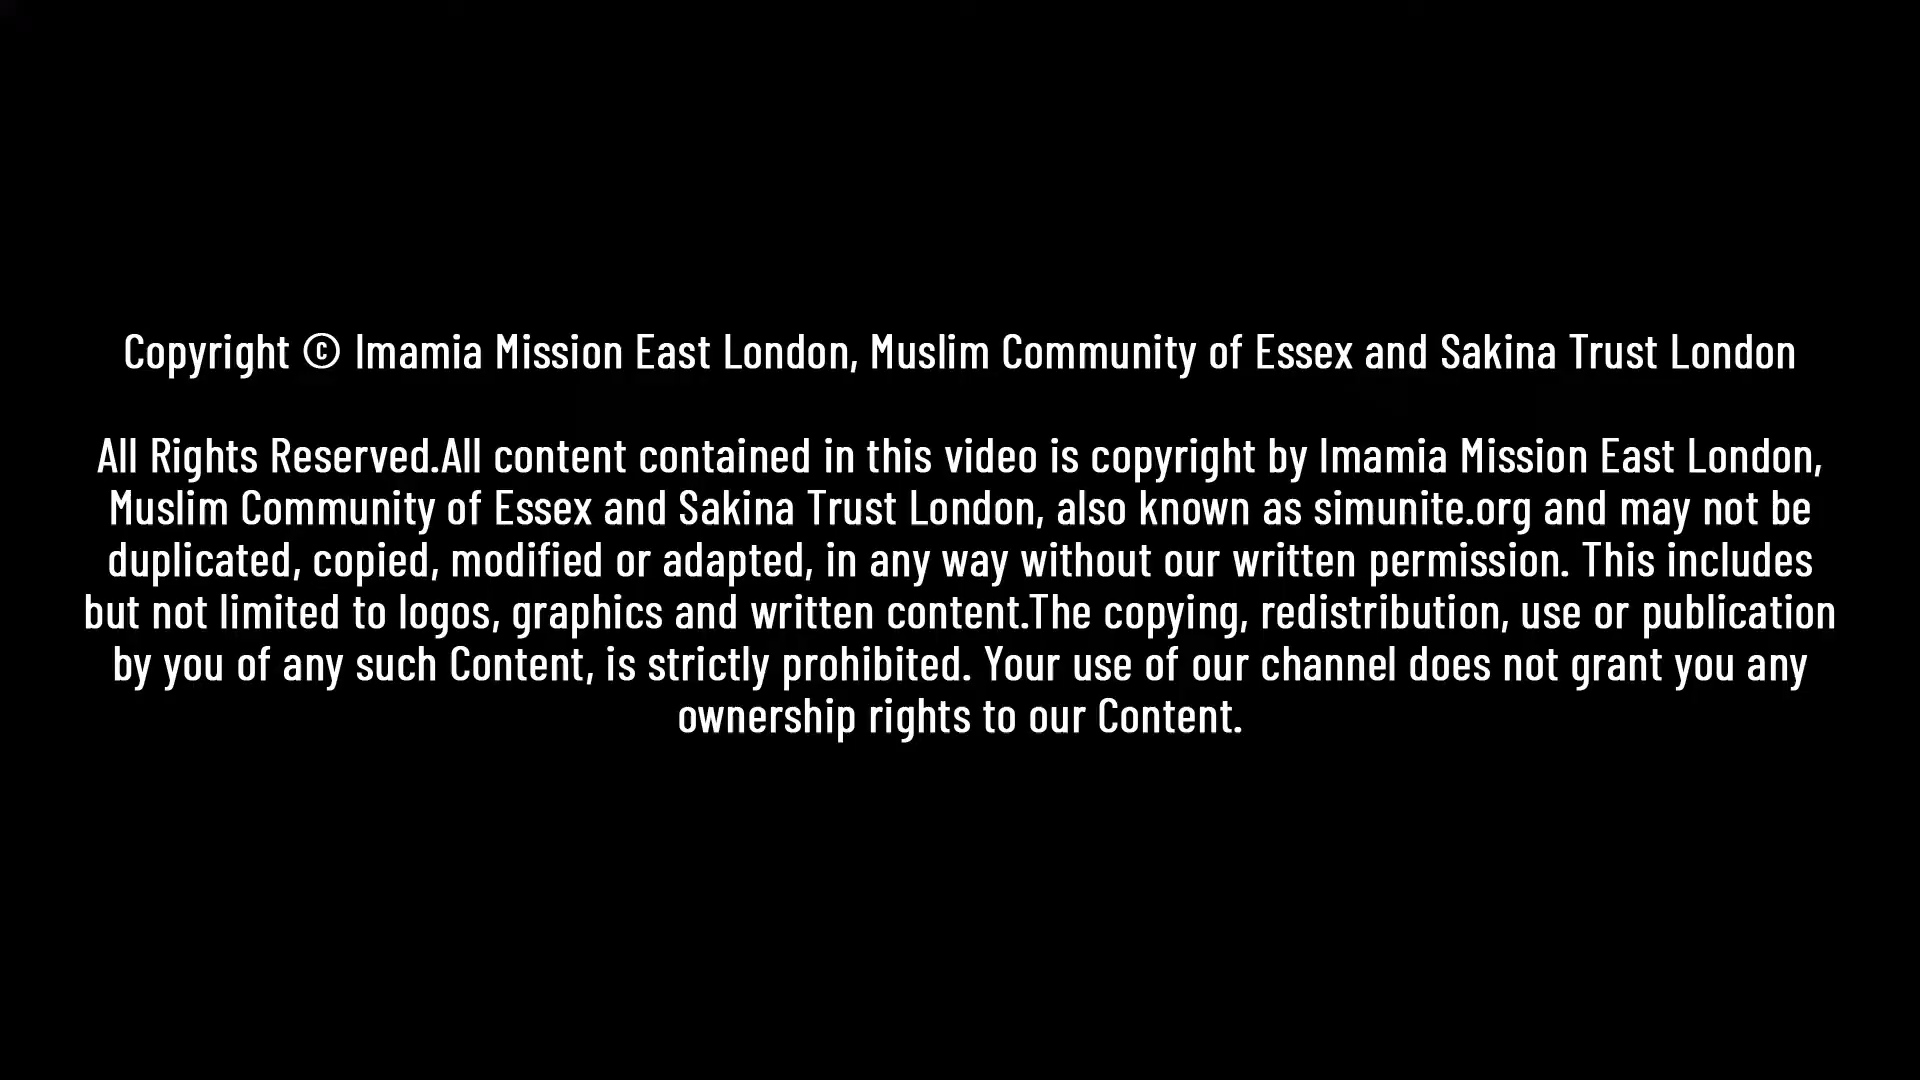 Copyright © Imamia Mission East London, Muslim Community of Essex and Sakina Trust London
All Rights Reserved.All content contained in this video is copyright by Imamia Mission East London,
Muslim Community of Essex and Sakina Trust London, also known as simunite.org and may not be
duplicated, copied, modified or adapted, in any way without our written permission. This includes
but not limited to logos, graphics and written content.The copying, redistribution, use or publication
by you of any such Content, is strictly prohibited. Your use of our channel does not grant you any
ownership rights to our Content.